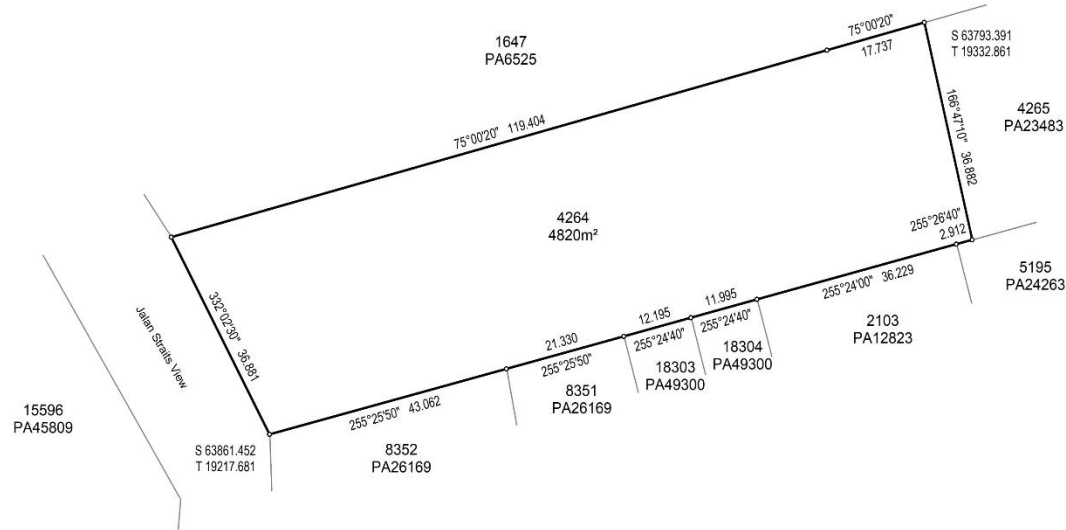 1647
PA6525
75°00'20"
17.737
S 63793.391
T 19332.861
75°00'20" 119.404
166°47'10" 36.882
4265
PA23483
4264
4820m²
255°26'40"
2.912
5195
PA24263
255°24'00" 36.229
2103
PA12823
11.995
255°24'40"
18304
PA49300
12.195
255°24'40"
18303
PA49300
21.330
255°25'50"
8351
PA26169
332°02'30" 36.881
Jalan Straits View
255°25'50" 43.062
8352
PA26169
15596
PA45809
S 63861.452
T 19217.681